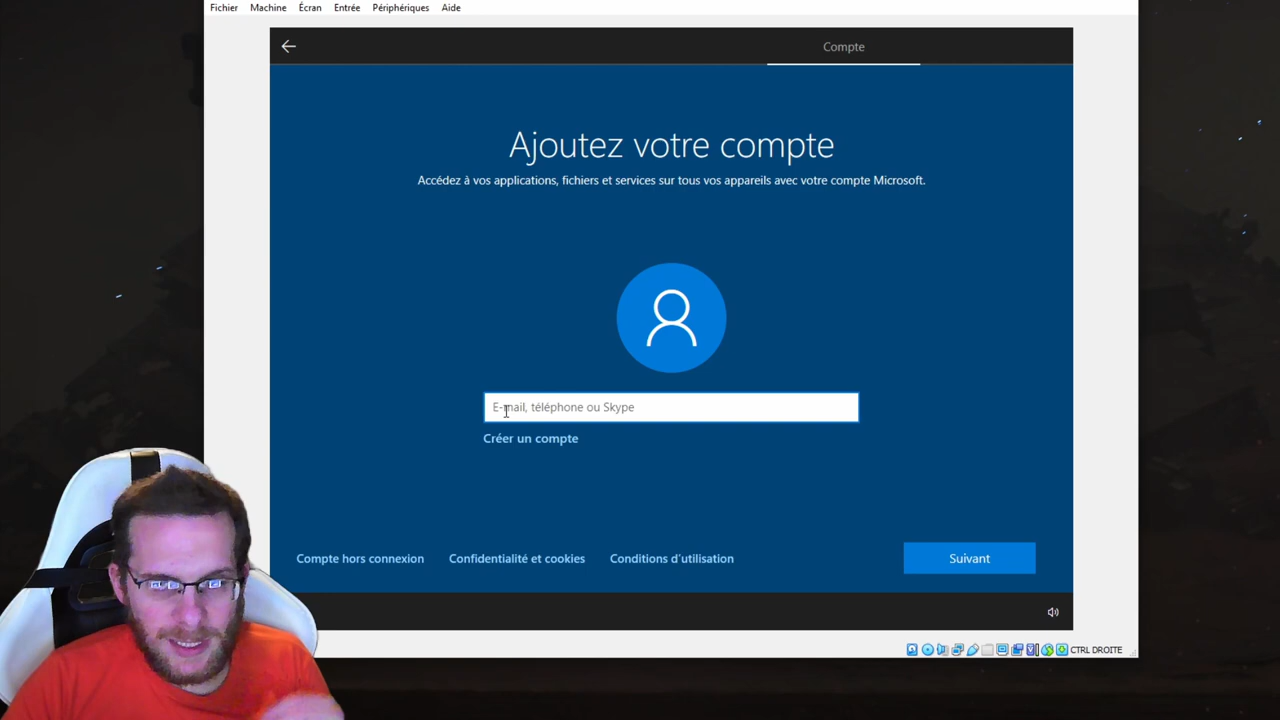 Fichier Machine Écran Entrée Périphériques Aide
Compte
Ajoutez votre compte
Accédez à vos applications, fichiers et services sur tous vos appareils avec votre compte Microsoft.
E-mail, téléphone ou Skype
Créer un compte
Compte hors connexion Confidentialité et cookies Conditions d'utilisation Suivant
CTRL DROITE